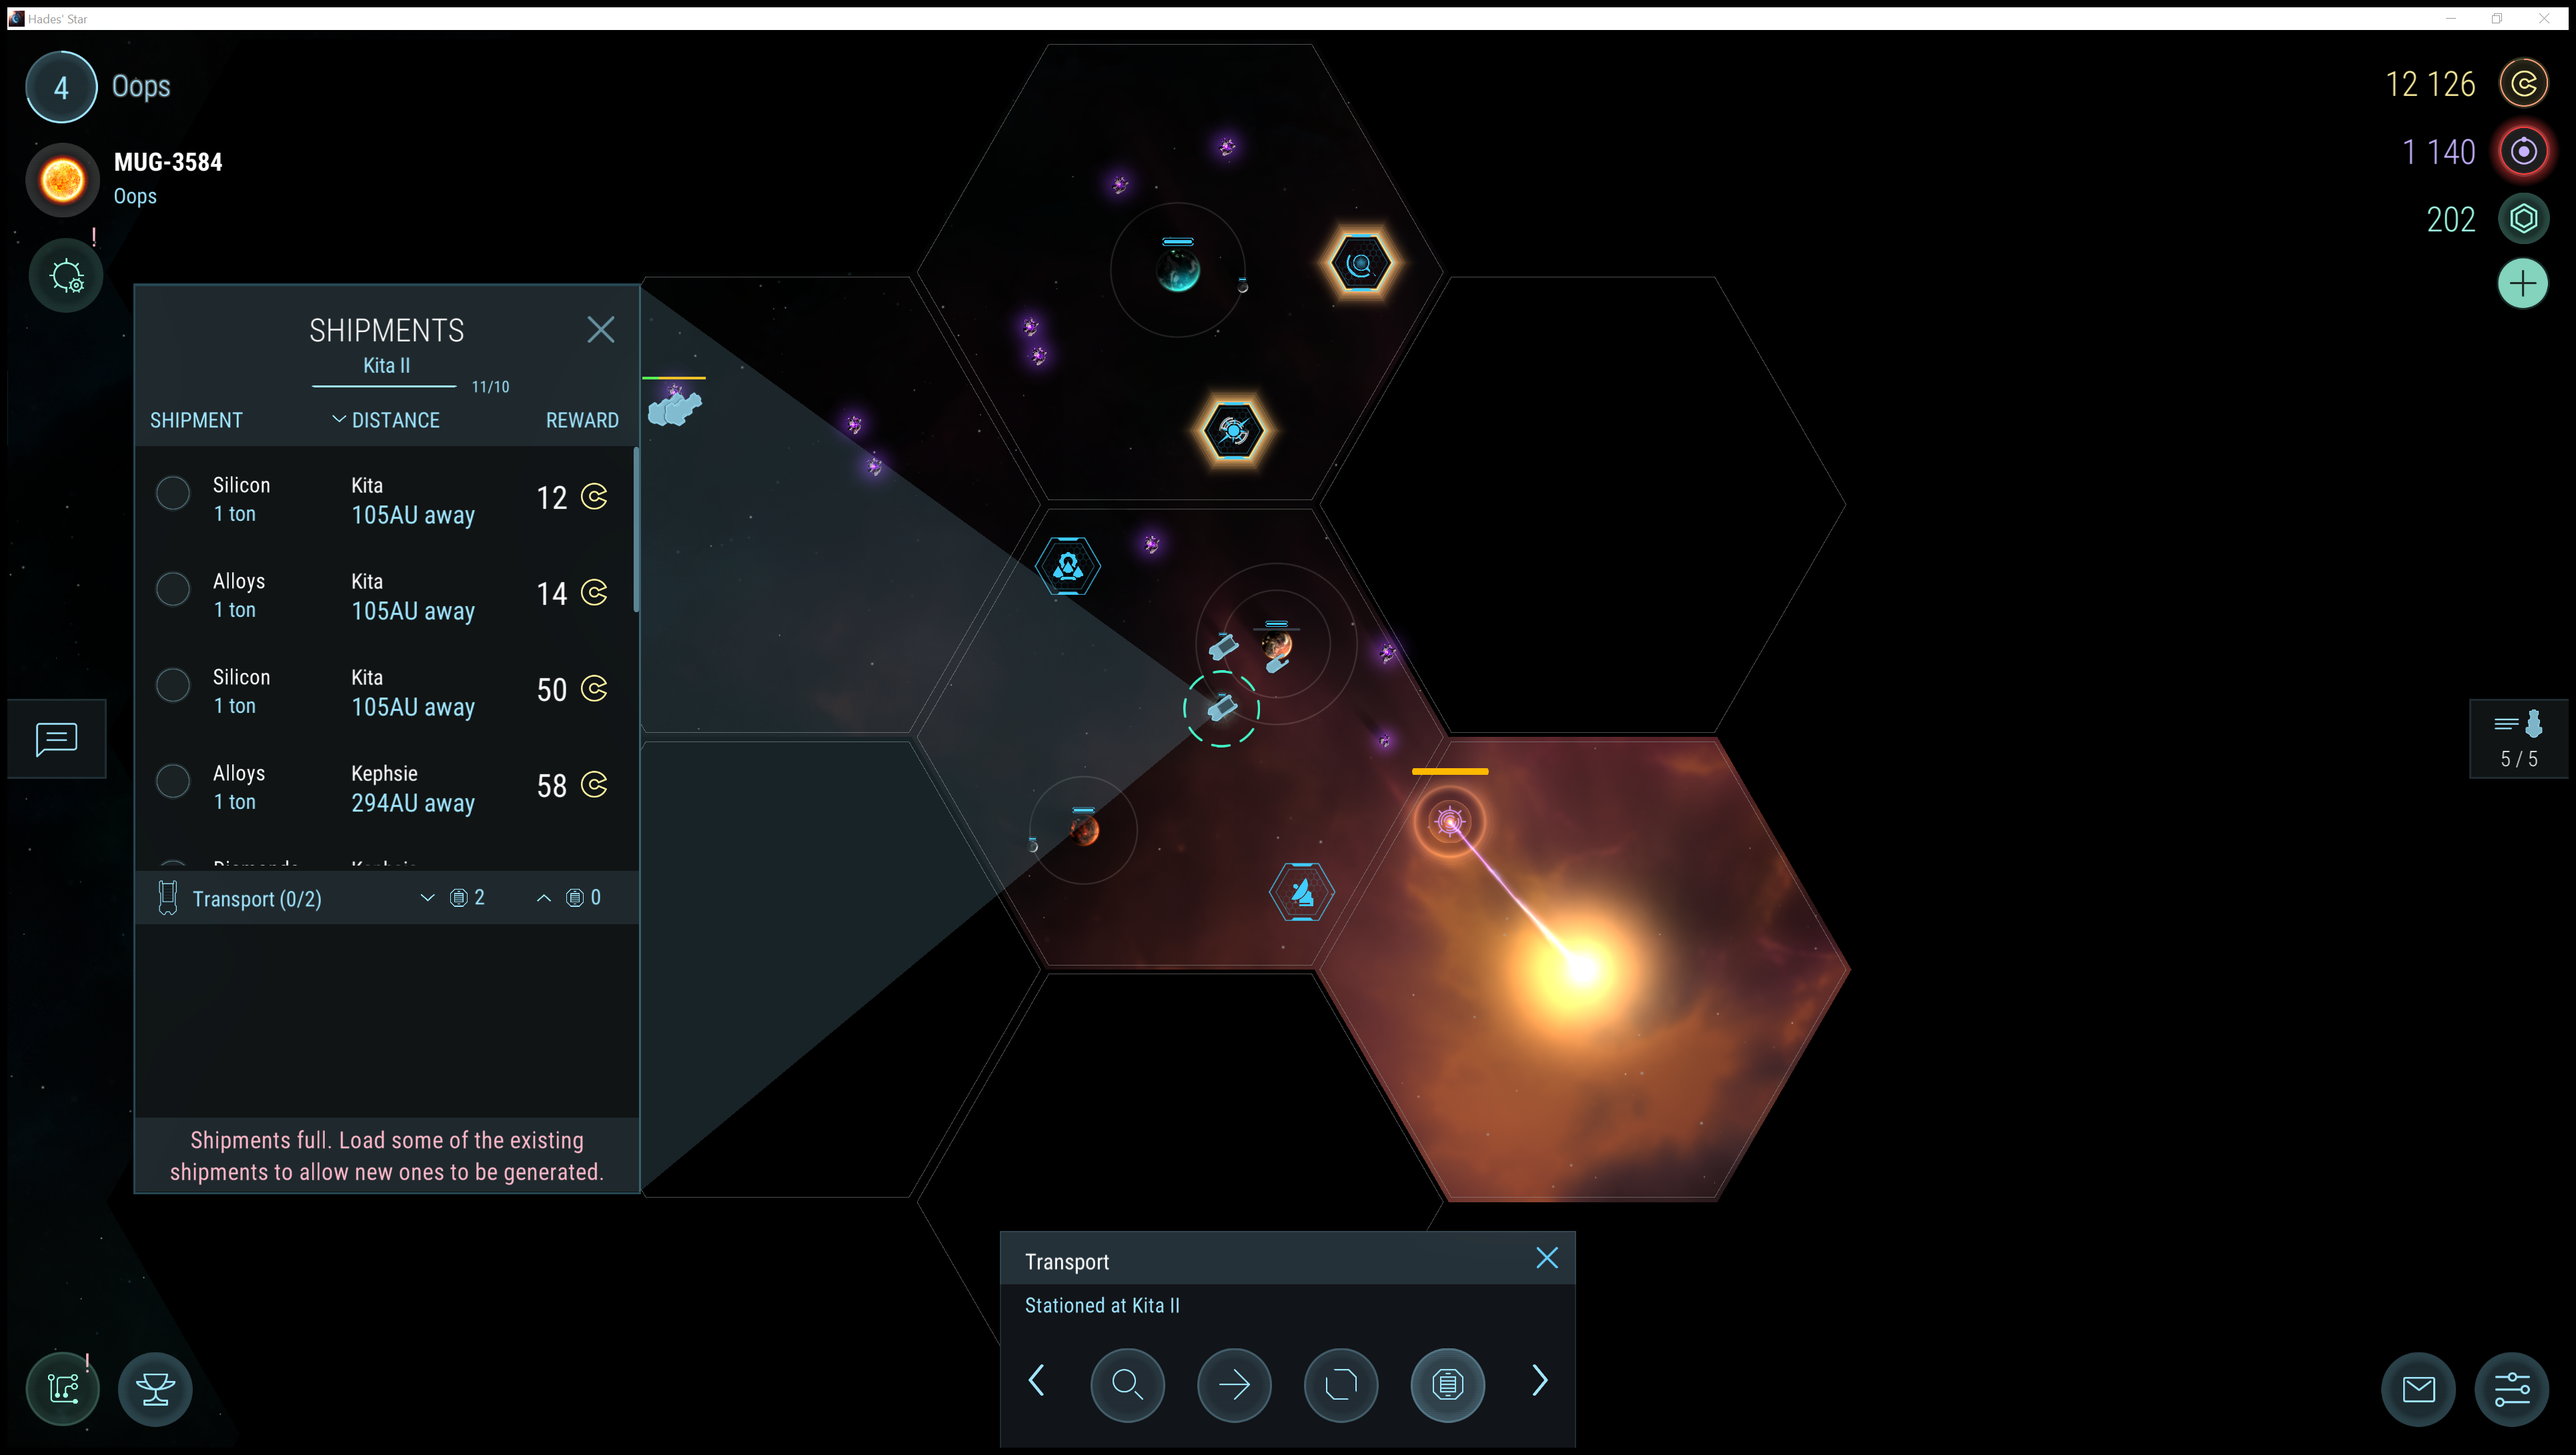 Hades' Star
4
Oops
MUG-3584
Oops
12 126
1 140
202
SHIPMENTS
Kita II
11/10
SHIPMENT
DISTANCE
REWARD
Silicon
Kita
12
1 ton
105AU away
Alloys
Kita
14
1 ton
105AU away
Silicon
Kita
50
1 ton
105AU away
Alloys
Kephsie
58
1 ton
294AU away
Transport (0/2)
2
0
Shipments full. Load some of the existing
shipments to allow new ones to be generated.
5 / 5
Transport
Stationed at Kita II